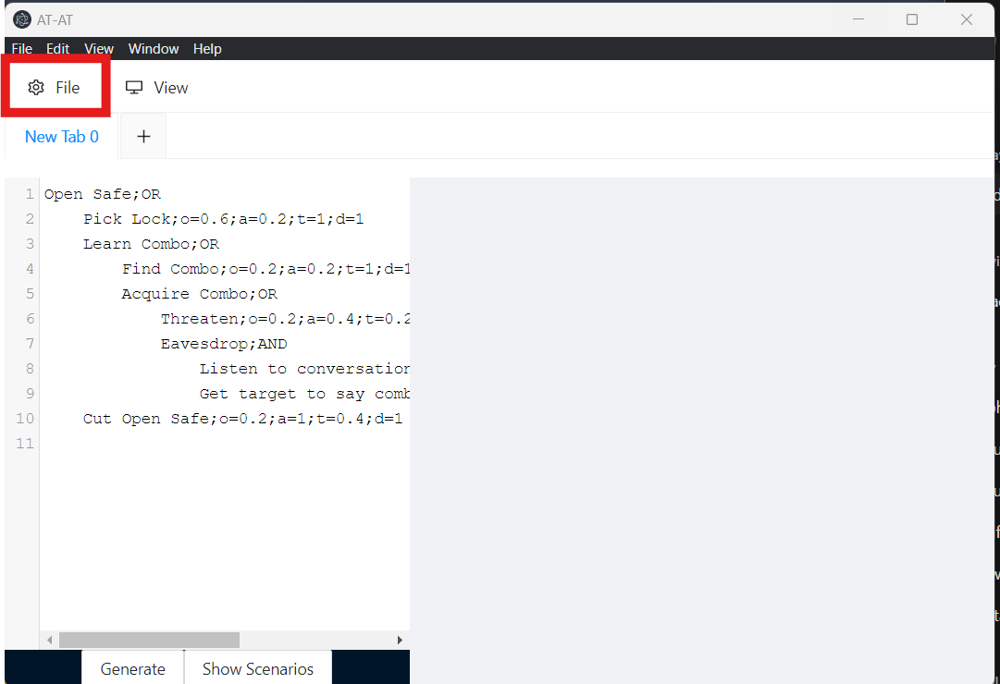 AT-AT
File Edit View Window Help
File View
New Tab 0 +
1 Open Safe;OR
2 Pick Lock;o=0.6;a=0.2;t=1;d=1
3 Learn Combo;OR
4 Find Combo;o=0.2;a=0.2;t=1;d=1
5 Acquire Combo;OR
6 Threaten;o=0.2;a=0.4;t=0.2
7 Eavesdrop;AND
8 Listen to conversation
9 Get target to say comb
10 Cut Open Safe;o=0.2;a=1;t=0.4;d=1
11
Generate Show Scenarios